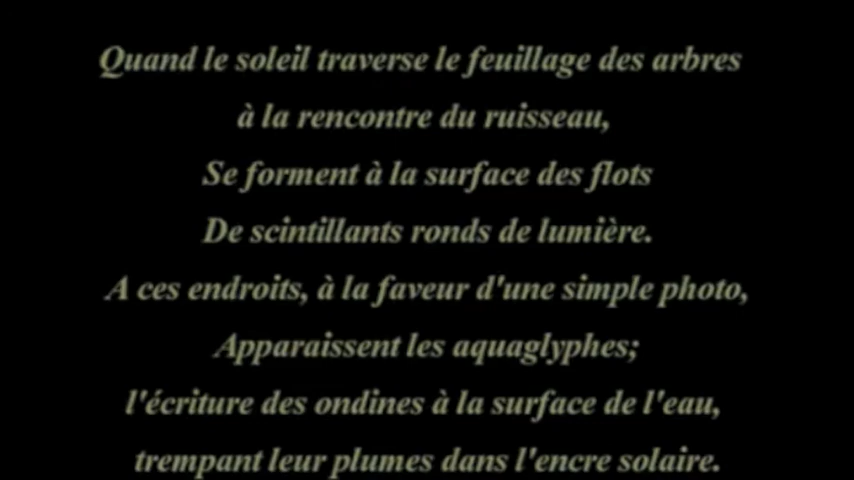 Quand le soleil traverse le feuillage des arbres
à la rencontre du ruisseau,
Se forment à la surface des flots
De scintillants ronds de lumière.
A ces endroits, à la faveur d'une simple photo,
Apparaissent les aquaglyphes;
l'écriture des ondines à la surface de l'eau,
trempant leur plumes dans l'encre solaire.